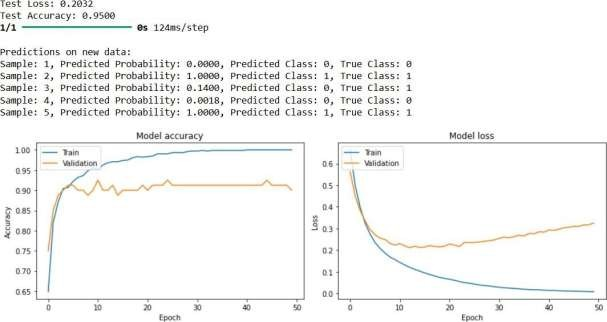 Test Loss: 0.2032
Test Accuracy: 0.9500
1/1 0s 124ms/step
Predictions on new data:
Sample: 1, Predicted Probability: 0.0000, Predicted Class: 0, True Class: 0
Sample: 2, Predicted Probability: 1.0000, Predicted Class: 1, True Class: 1
Sample: 3, Predicted Probability: 0.1400, Predicted Class: 0, True Class: 0
Sample: 4, Predicted Probability: 0.0018, Predicted Class: 0, True Class: 0
Sample: 5, Predicted Probability: 1.0000, Predicted Class: 1, True Class: 1
Model accuracy
Train
Validation
1.00
0.95
0.90
0.85
0.80
0.75
0.70
0.65
Accuracy
0 10 20 30 40 50
Epoch
Model loss
Train
Validation
0.6
0.5
0.4
0.3
0.2
0.1
0.0
Loss
0 10 20 30 40 50
Epoch